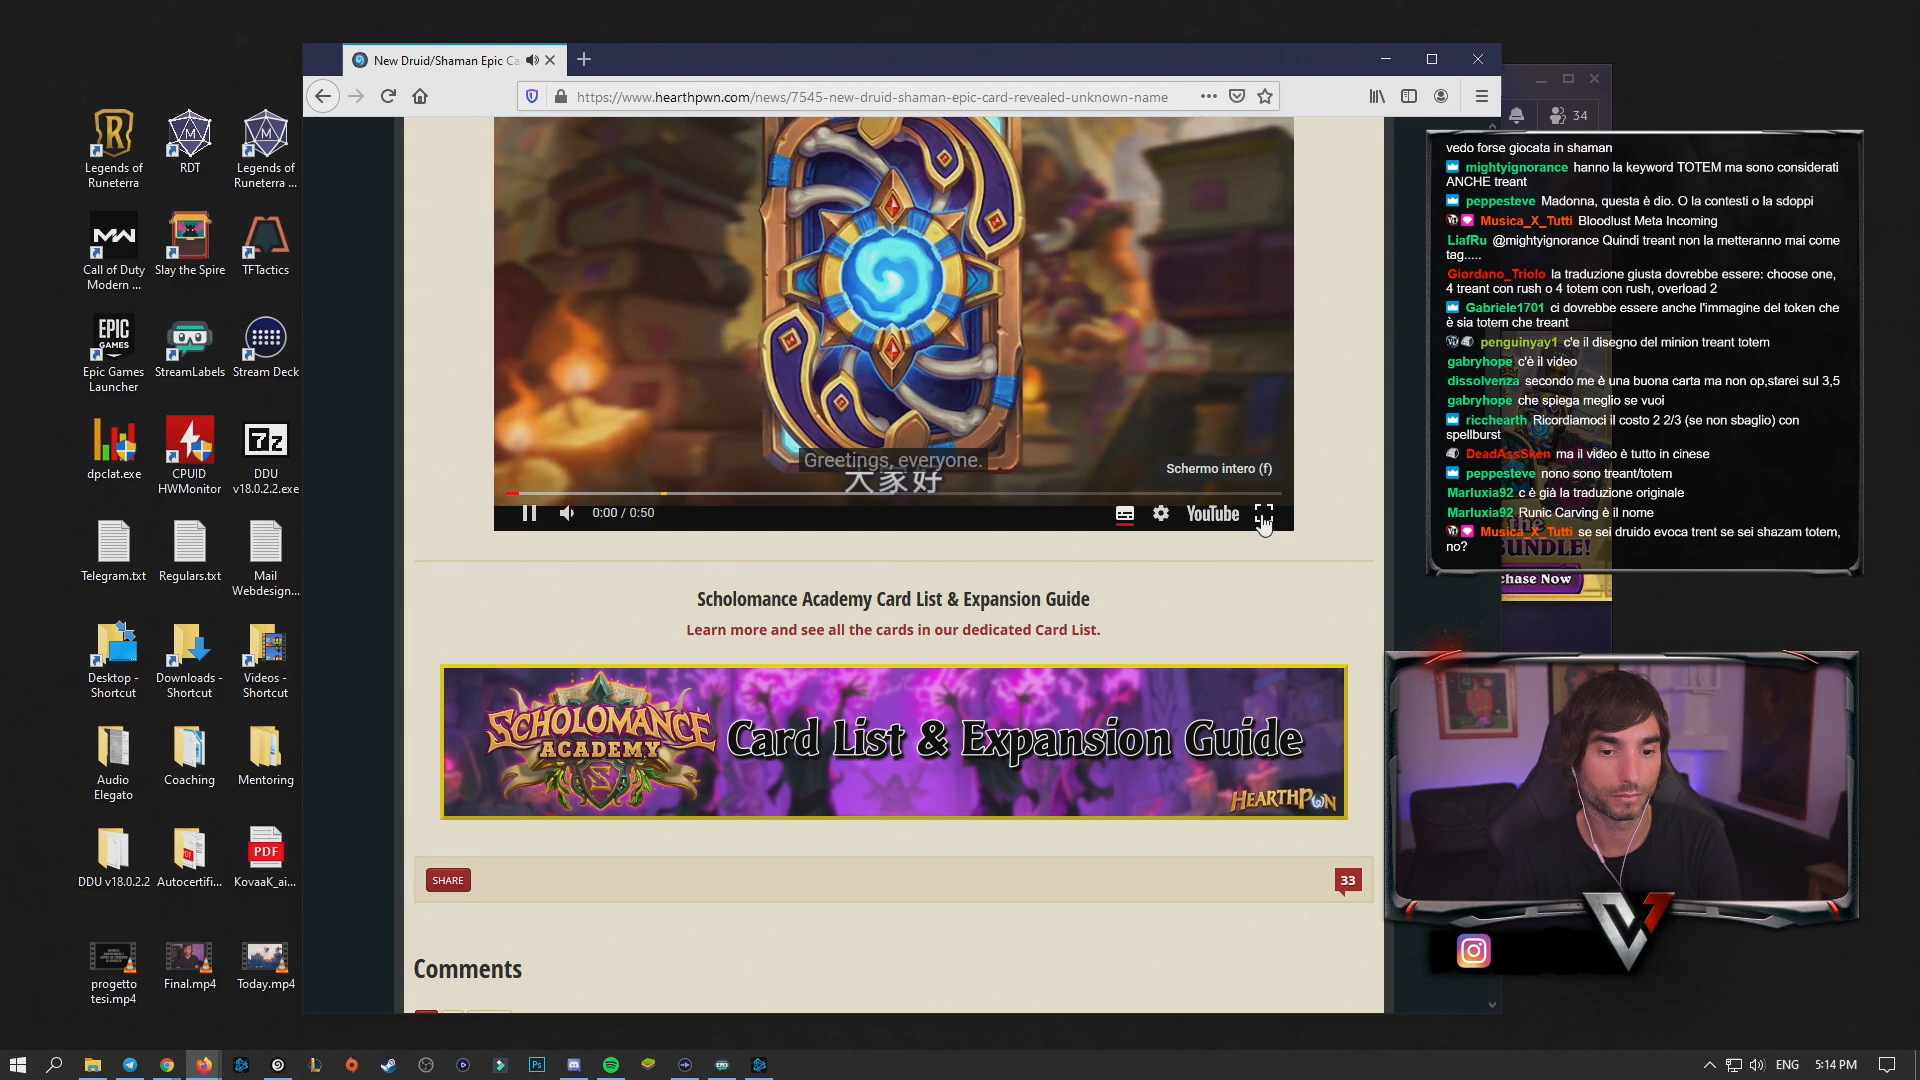 New Druid/Shaman Epic Ca
https://www.hearthpwn.com/news/7545-new-druid-shaman-epic-card-revealed-unknown-name
34
Legends of Runeterra
RDT
Legends of Runeterra ...
Call of Duty Modern ...
Slay the Spire
TFTactics
EPIC GAMES
Epic Games Launcher
StreamLabels
Stream Deck
dpclat.exe
CPUID HWMonitor
7z
DDU v18.0.2.2.exe
Telegram.txt
Regulars.txt
Mail Webdesign...
Desktop - Shortcut
Downloads - Shortcut
Videos - Shortcut
Audio Elegato
Coaching
Mentoring
DDU v18.0.2.2
Autocertifi...
PDF
KovaaK_ai...
progetto tesi.mp4
Final.mp4
Today.mp4
Greetings, everyone.
大家好
Schermo intero (f)
0:00 / 0:50
YouTube
Scholomance Academy Card List & Expansion Guide
Learn more and see all the cards in our dedicated Card List.
SCHOLOMANCE ACADEMY
Card List & Expansion Guide
HEARTHPWN
SHARE
33
Comments
vedo forse giocata in shaman
mightyignorance hanno la keyword TOTEM ma sono considerati
ANCHE treant
peppesteve Madonna, questa è dio. O la contesti o la sdoppi
Musica_X_Tutti Bloodlust Meta Incoming
LiafRu @mightyignorance Quindi treant non la metteranno mai come
tag.....
Giordano_Triolo la traduzione giusta dovrebbe essere: choose one,
4 treant con rush o 4 totem con rush, overload 2
Gabriele1701 ci dovrebbe essere anche l'immagine del token che
è sia totem che treant
penguinyay1 c'e il disegno del minion treant totem
gabryhope c'è il video
dissolvenza secondo me è una buona carta ma non op,starei sul 3,5
gabryhope che spiega meglio se vuoi
ricchearth Ricordiamoci il costo 2 2/3 (se non sbaglio) con
spellburst
DeadAssSken ma il video è tutto in cinese
peppesteve nono sono treant/totem
Marluxia92 c è già la traduzione originale
Marluxia92 Runic Carving è il nome
Musica_X_Tutti se sei druido evoca trent se sei shazam totem,
no?
BUNDLE!
chase Now
Ps
ENG
5:14 PM